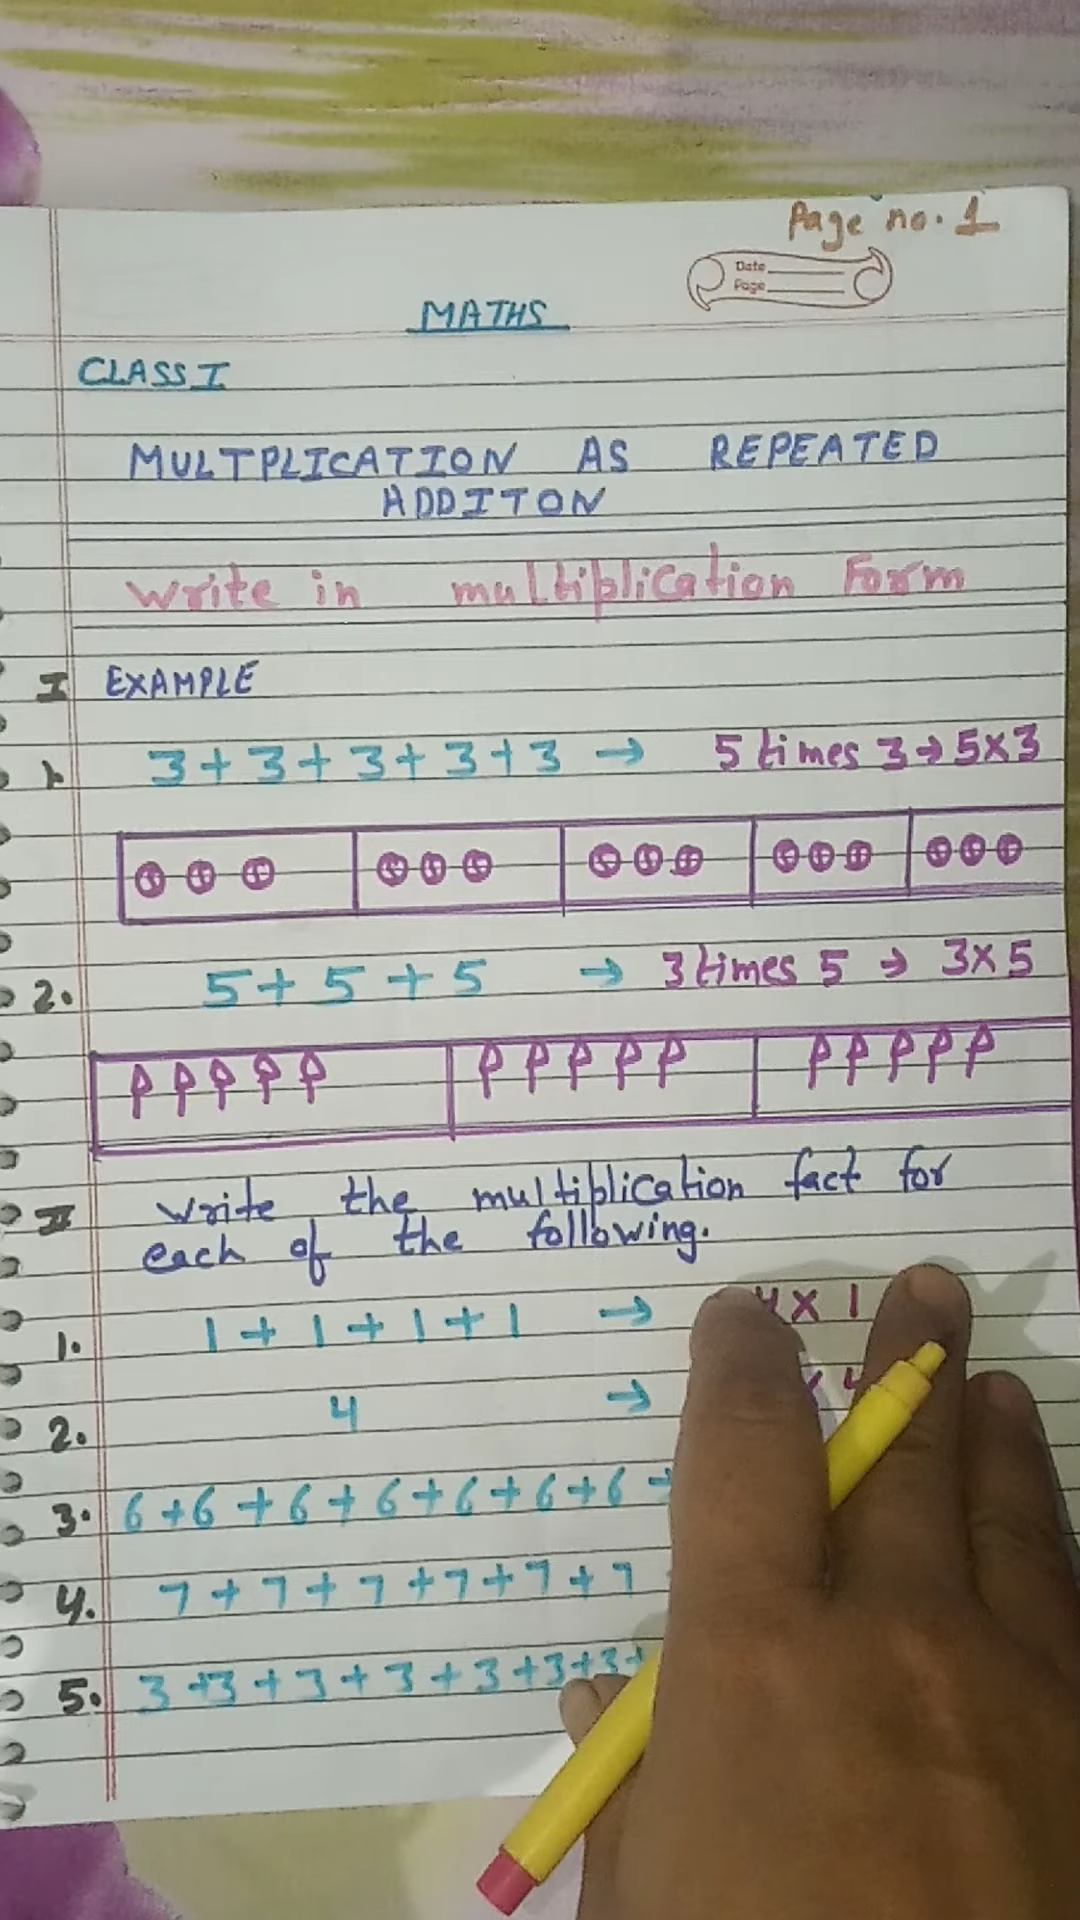 Page no. 1
Date
Page
MATHS
CLASS I
MULTPLICATION AS REPEATED
ADDITON
Write in multiplication Form
I EXAMPLE
1. 3+3+3+3+3 → 5 times 3 → 5×3
2. 5+5+5 → 3 times 5 → 3×5
II write the multiplication fact for
each of the following.
1. 1+1+1+1 → 4×1
2. 4 →
3. 6+6+6+6+6+6+6
4. 7+7+7+7+7+7
5. 3+3+3+3+3+3+3+